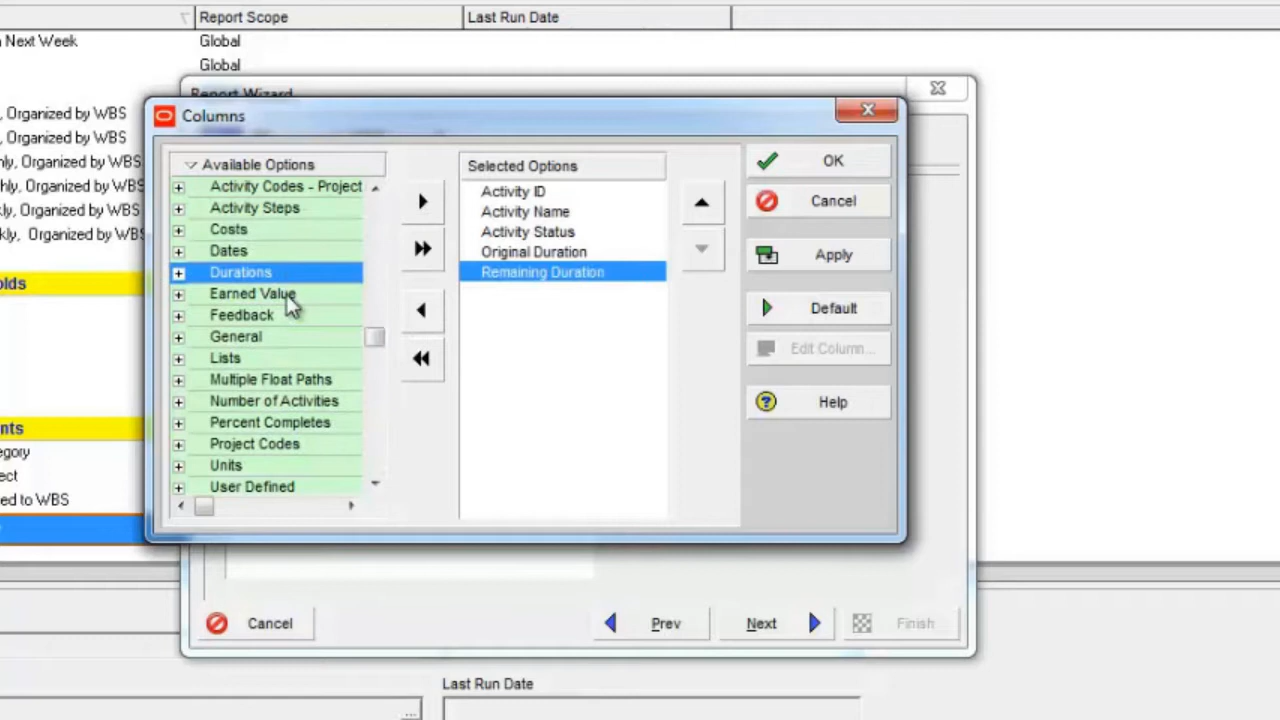 Report Scope
Last Run Date
Next Week
Global
Global
Report Wizard
Organized by WBS
Organized by WBS
Organized by WBS
Organized by WBS
Organized by WBS
Organized by WBS
ed to WBS
Columns
Available Options
Activity Codes - Project
Activity Steps
Costs
Dates
Durations
Earned Value
Feedback
General
Lists
Multiple Float Paths
Number of Activities
Percent Completes
Project Codes
Units
User Defined
Selected Options
Activity ID
Activity Name
Activity Status
Original Duration
Remaining Duration
OK
Cancel
Apply
Default
Edit Column...
Help
Cancel
Prev
Next
Finish
Last Run Date
...